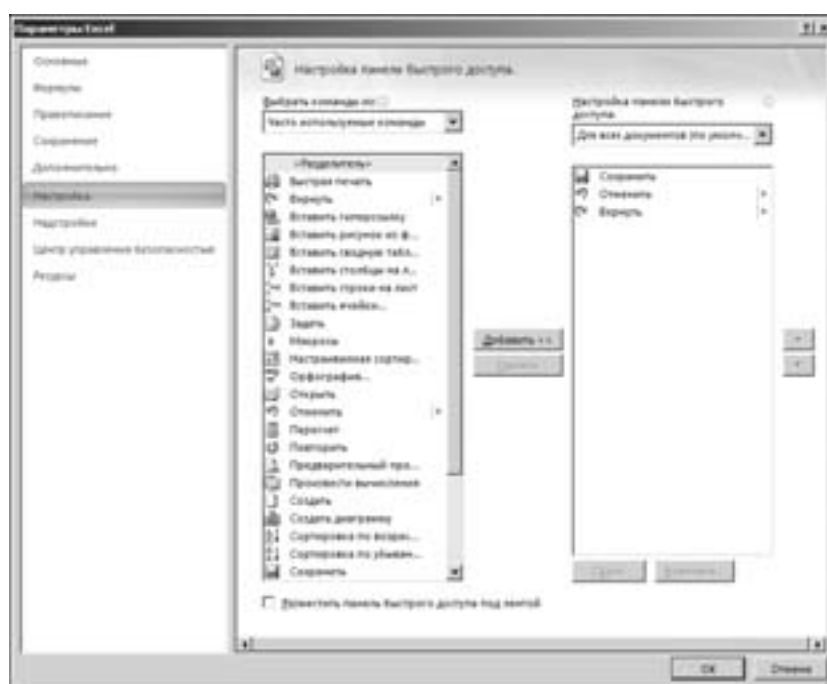 Параметры Excel
Основные
Формулы
Правописание
Сохранение
Дополнительно
Настройка
Надстройки
Центр управления безопасностью
Ресурсы
Настройка панели быстрого доступа.
Выбрать команды из:
Часто используемые команды
<Разделитель>
Быстрая печать
Вернуть
Вставить гиперссылку
Вставить рисунок из ф...
Вставить сводную табл...
Вставить столбцы на л...
Вставить строки на лист
Вставить ячейки...
Задать
Макросы
Настраиваемая сортир...
Орфография...
Открыть
Отменить
Пересчет
Повторить
Предварительный про...
Произвести вычисления
Создать
Создать диаграмму
Сортировка по возрас...
Сортировка по убыван...
Сохранить
Разместить панель быстрого доступа под лентой
Добавить >>
Удалить
Настройка панели быстрого
доступа:
Для всех документов (по умолч...
Сохранить
Отменить
Вернуть
Сброс
Изменить...
ОК
Отмена